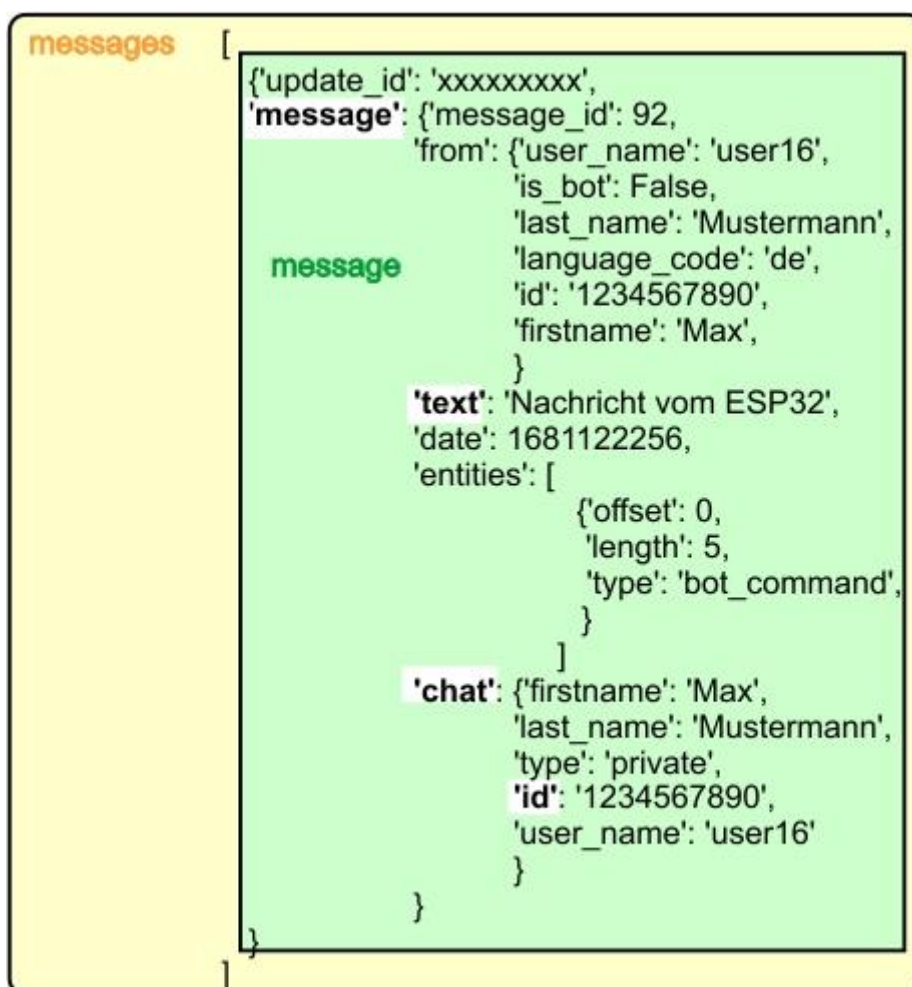 messages [
{'update_id': 'xxxxxxxxx',
'message': {'message_id': 92,
'from': {'user_name': 'user16',
'is_bot': False,
'last_name': 'Mustermann',
message 'language_code': 'de',
'id': '1234567890',
'firstname': 'Max',
}
'text': 'Nachricht vom ESP32',
'date': 1681122256,
'entities': [
{'offset': 0,
'length': 5,
'type': 'bot_command',
}
]
'chat': {'firstname': 'Max',
'last_name': 'Mustermann',
'type': 'private',
'id': '1234567890',
'user_name': 'user16'
}
}
}
]